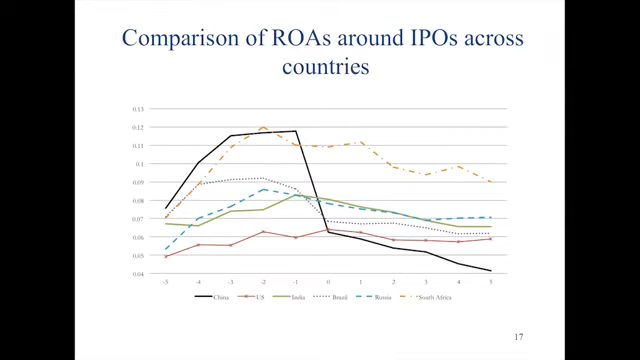 Comparison of ROAs around IPOs across
countries
0.13
0.12
0.11
0.1
0.09
0.08
0.07
0.06
0.05
0.04
-5 -4 -3 -2 -1 0 1 2 3 4 5
China US India Brazil Russia South Africa
17